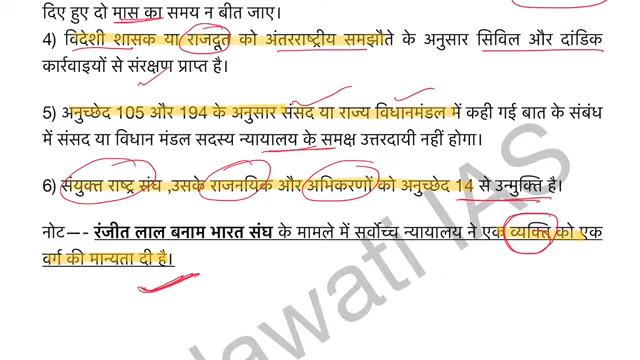 दिए हुए दो मास का समय न बीत जाए।
4) विदेशी शासक या राजदूत को अंतरराष्ट्रीय समझौते के अनुसार सिविल और दांडिक
कार्रवाइयों से संरक्षण प्राप्त है।
5) अनुच्छेद 105 और 194 के अनुसार संसद या राज्य विधानमंडल में कही गई बात के संबंध
में संसद या विधान मंडल सदस्य न्यायालय के समक्ष उत्तरदायी नहीं होगा।
6) संयुक्त राष्ट्र संघ ,उसके राजनयिक और अभिकरणों को अनुच्छेद 14 से उन्मुक्ति है।
नोट—- रंजीत लाल बनाम भारत संघ के मामले में सर्वोच्च न्यायालय ने एक व्यक्ति को एक
वर्ग की मान्यता दी है।
IAS